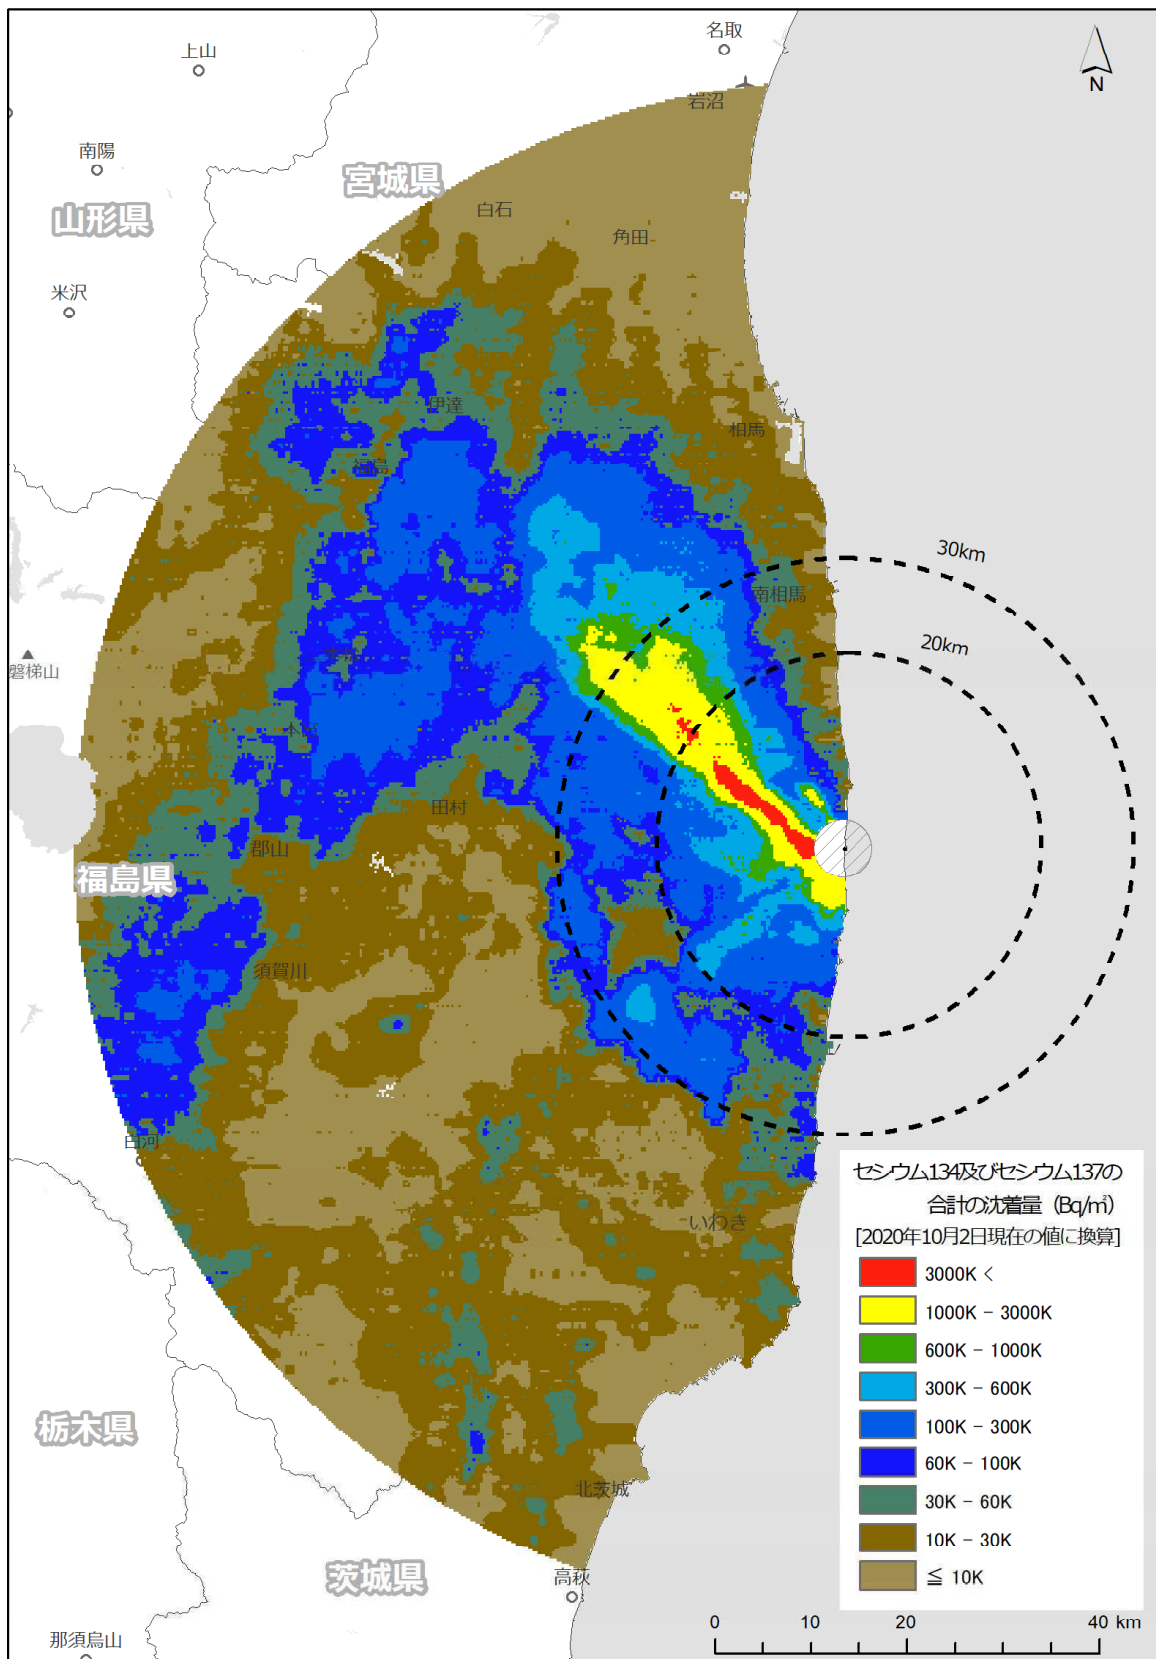 名取
上山
N
岩沼
南陽
宮城県
白石
山形県
角田
米沢
伊達
相馬
福島
30km
南相馬
20km
二本松
磐梯山
本宮
田村
郡山
福島県
須賀川
白河
セシウム134及びセシウム137の
合計の沈着量（Bq/㎡）
[2020年10月2日現在の値に換算]
いわき
3000K <
1000K - 3000K
600K - 1000K
300K - 600K
100K - 300K
栃木県
60K - 100K
30K - 60K
北茨城
10K - 30K
茨城県
≦ 10K
高萩
0 10 20 40 km
那須烏山